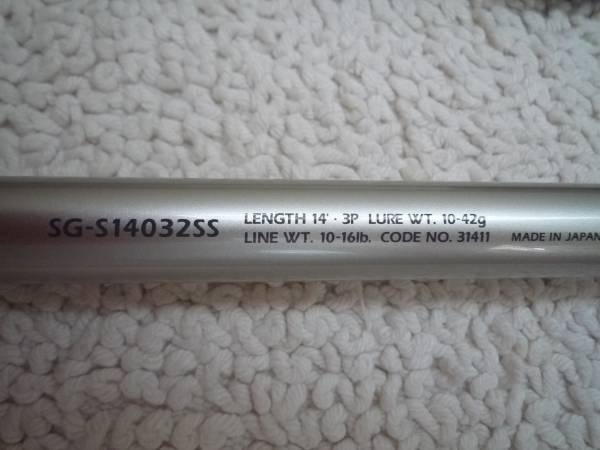 SG-S14032SS
LENGTH 14' · 3P LURE WT. 10-42g
LINE WT. 10-16lb. CODE NO. 31411 MADE IN JAPAN